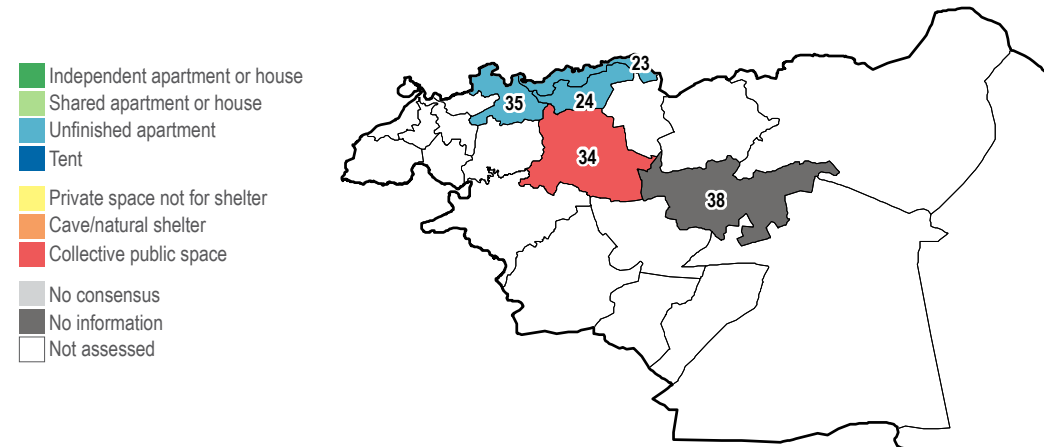 Independent apartment or house
Shared apartment or house
Unfinished apartment
Tent
Private space not for shelter
Cave/natural shelter
Collective public space
No consensus
No information
Not assessed
23
35
24
34
38